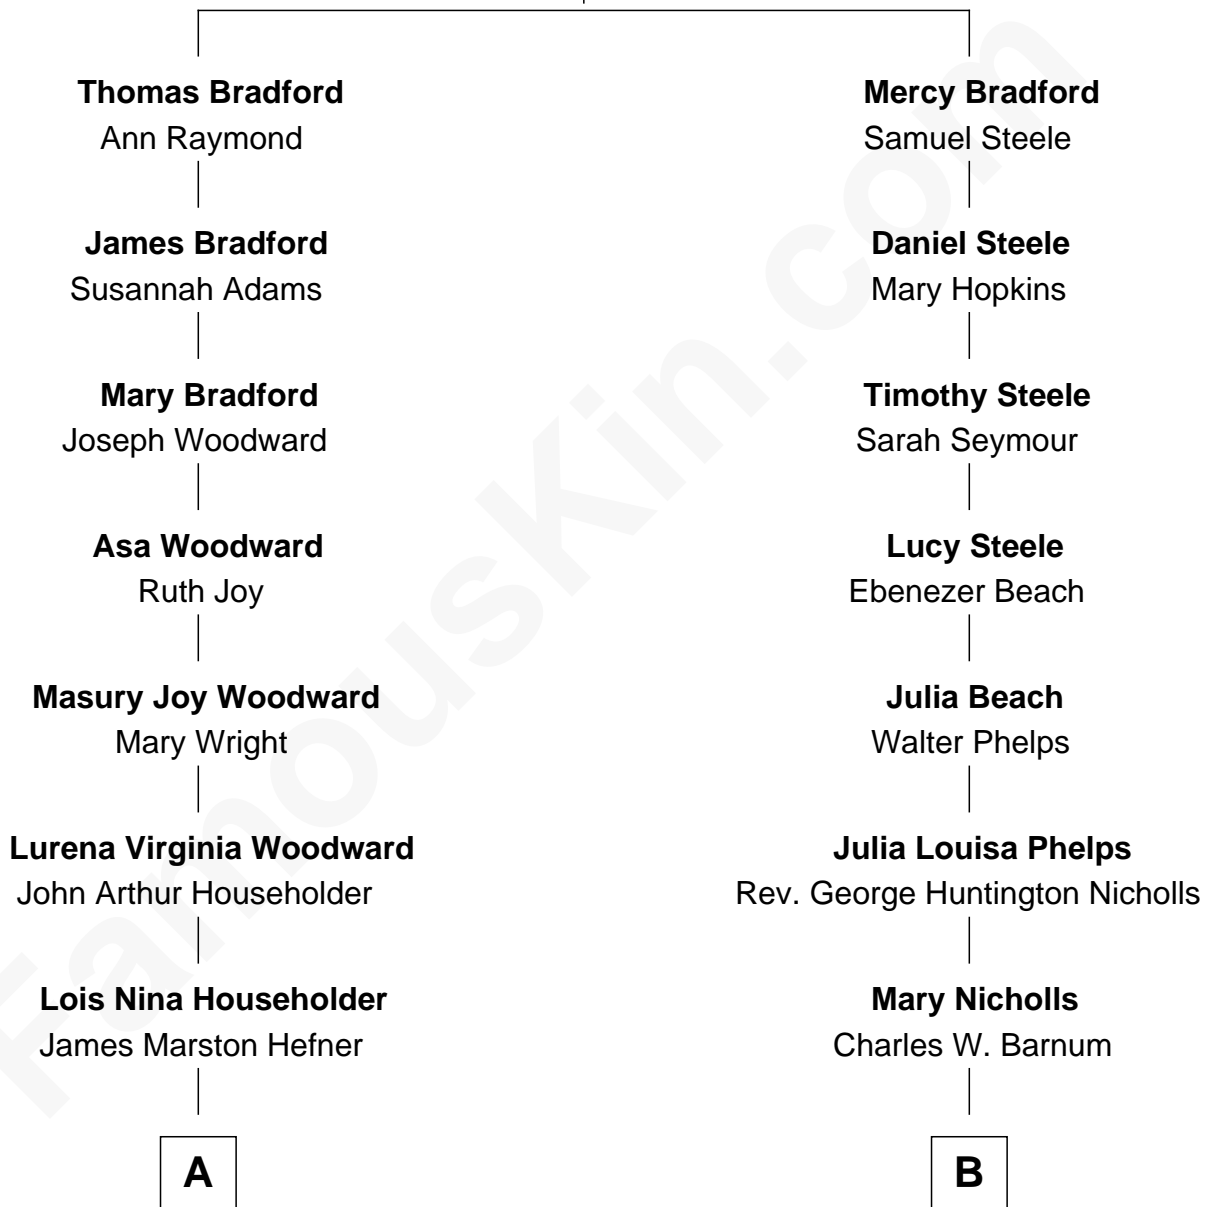 Thomas Bradford
Ann Raymond
Mercy Bradford
Samuel Steele
James Bradford
Susannah Adams
Daniel Steele
Mary Hopkins
Mary Bradford
Joseph Woodward
Timothy Steele
Sarah Seymour
Asa Woodward
Ruth Joy
Lucy Steele
Ebenezer Beach
Masury Joy Woodward
Mary Wright
Julia Beach
Walter Phelps
Lurena Virginia Woodward
John Arthur Householder
Julia Louisa Phelps
Rev. George Huntington Nicholls
Lois Nina Householder
James Marston Hefner
Mary Nicholls
Charles W. Barnum
A
B
FamousKin.com